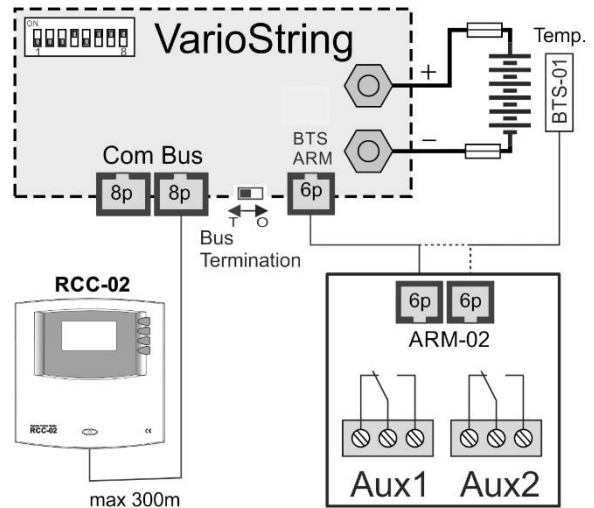 ON
1 8
VarioString
+
Temp.
BTS-01
−
BTS
ARM
Com Bus
8p 8p 6p
T O
Bus
Termination
RCC-02
6p 6p
ARM-02
RCC-02
CE
Aux1 Aux2
max 300m